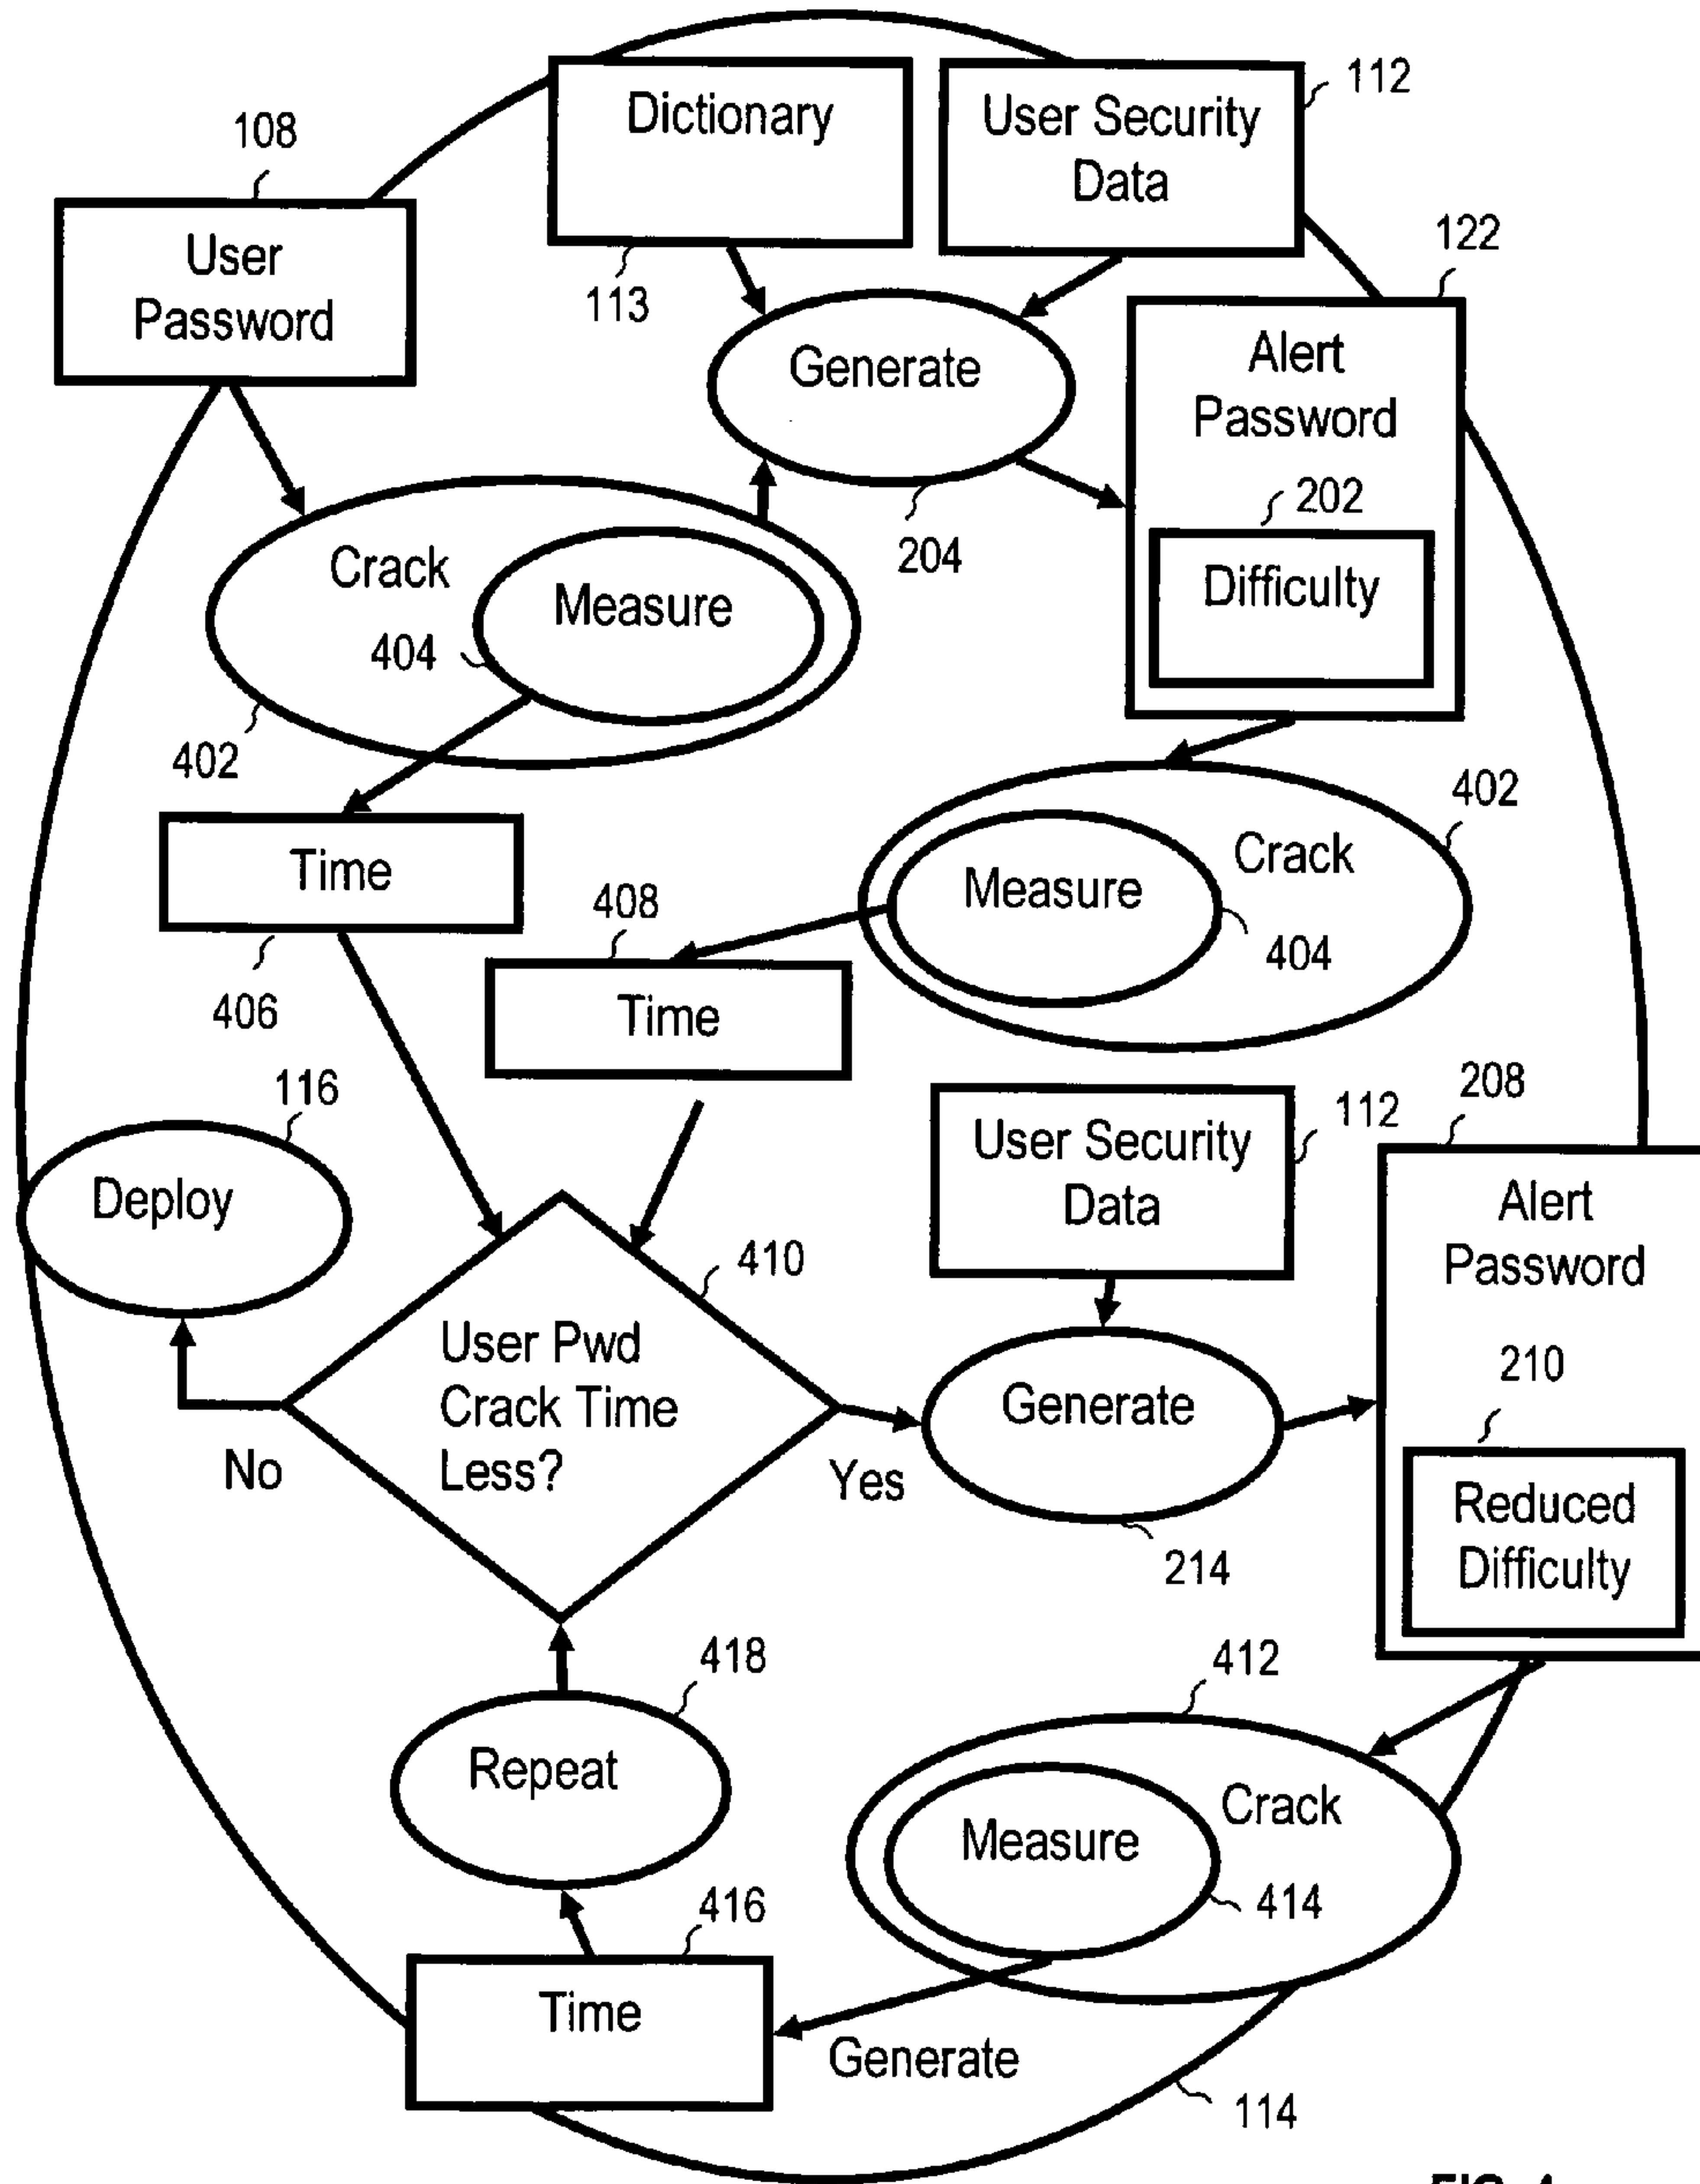 Dictionary
User Security
Data
112
108
User
Password
113
122
Alert
Password
Generate
202
Difficulty
204
Crack
Measure
404
402
402
Crack
Measure
404
Time
408
406
Time
116
Deploy
112
User Security
Data
208
Alert
Password
410
User Pwd
Crack Time
Less?
No
Yes
Generate
214
210
Reduced
Difficulty
418
Repeat
412
Crack
Measure
414
416
Time
Generate
114